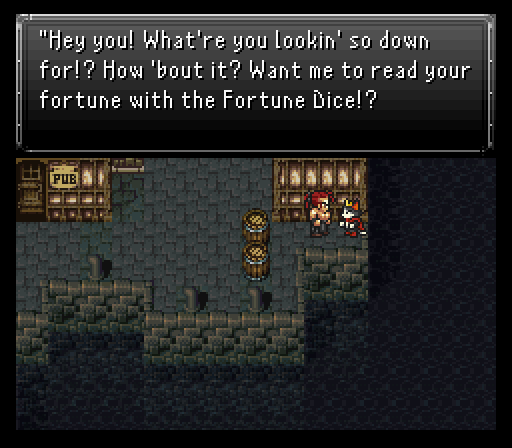 "Hey you! What're you lookin' so down
for!? How 'bout it? Want me to read your
fortune with the Fortune Dice!?
PUB